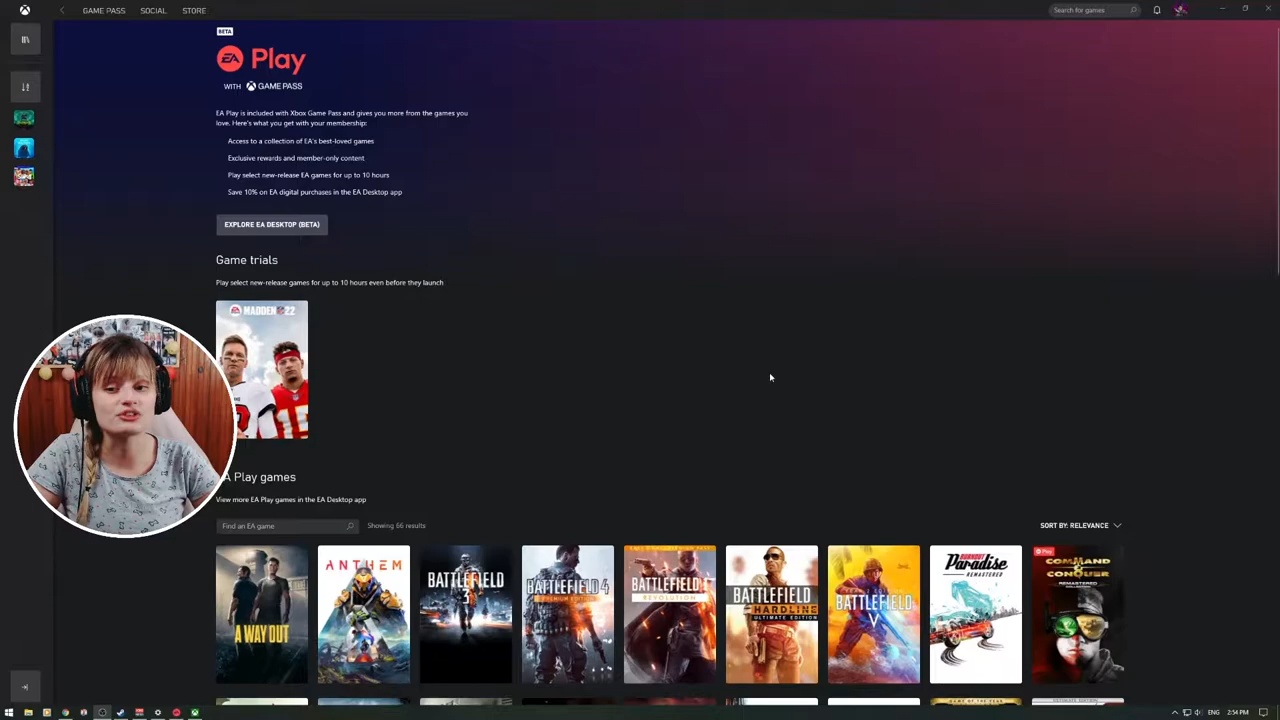 GAME PASS SOCIAL STORE
Search for games
BETA
EA Play
WITH GAME PASS
EA Play is included with Xbox Game Pass and gives you more from the games you
love. Here's what you get with your membership:
Access to a collection of EA's best-loved games
Exclusive rewards and member-only content
Play select new-release EA games for up to 10 hours
Save 10% on EA digital purchases in the EA Desktop app
EXPLORE EA DESKTOP (BETA)
Game trials
Play select new-release games for up to 10 hours even before they launch
EA MADDEN NFL 22
A Play games
View more EA Play games in the EA Desktop app
Find an EA game
Showing 66 results
SORT BY: RELEVANCE
A WAY OUT
ANTHEM
BATTLEFIELD
3
BATTLEFIELD 4
PREMIUM EDITION
BATTLEFIELD 1
REVOLUTION
BATTLEFIELD
HARDLINE
ULTIMATE EDITION
BATTLEFIELD
V
BURNOUT
Paradise
REMASTERED
Play
COMMAND
& CONQUER
REMASTERED
COLLECTION
ENG 2:54 PM